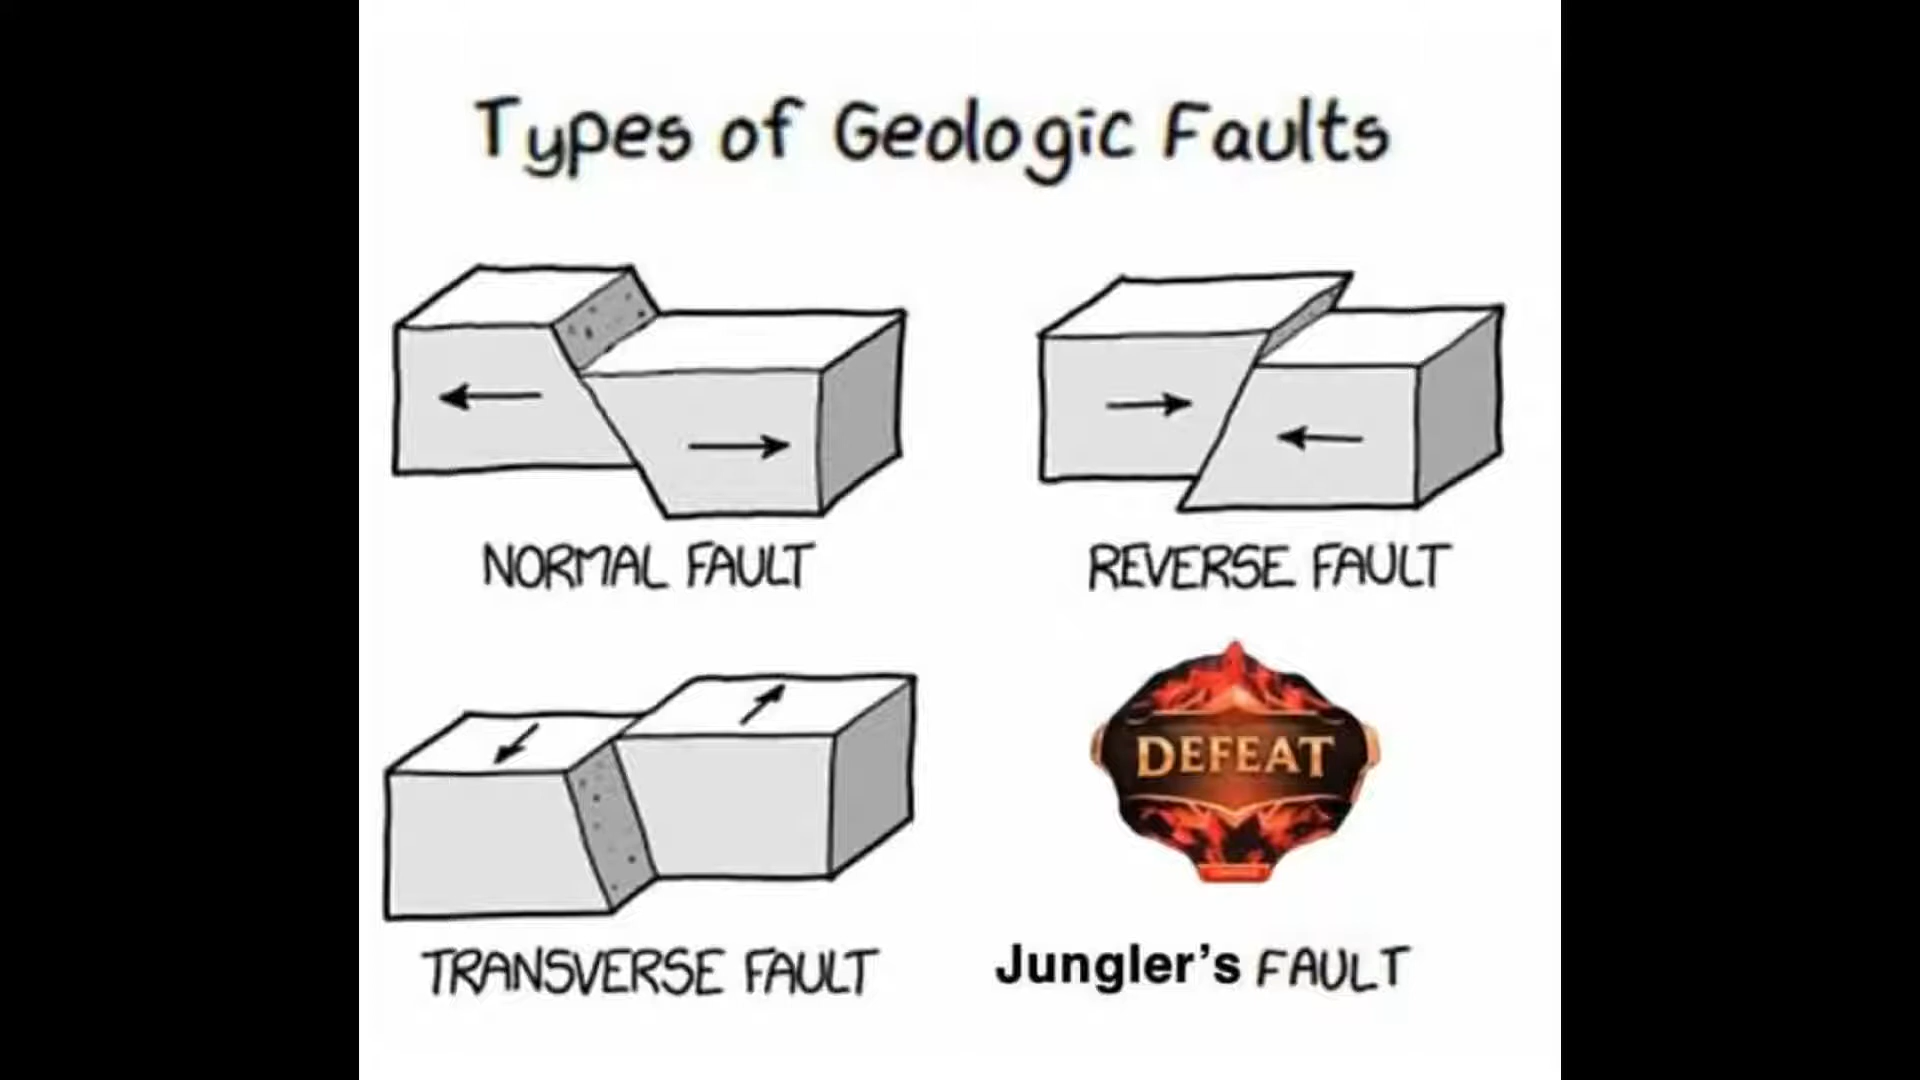 Types of Geologic Faults
NORMAL FAULT
REVERSE FAULT
DEFEAT
TRANSVERSE FAULT
Jungler's FAULT